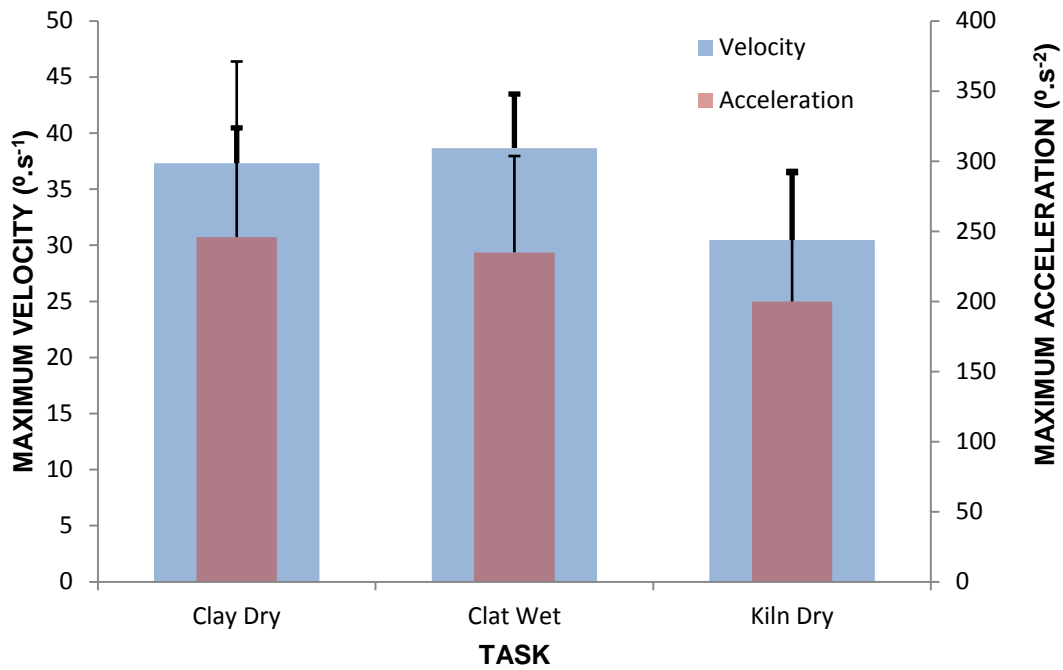 MAXIMUM VELOCITY (º.s⁻¹)
50
45
40
35
30
25
20
15
10
5
0
Velocity
Acceleration
400
350
300
250
200
150
100
50
0
MAXIMUM ACCELERATION (º.s⁻²)
Clay Dry
Clat Wet
Kiln Dry
TASK